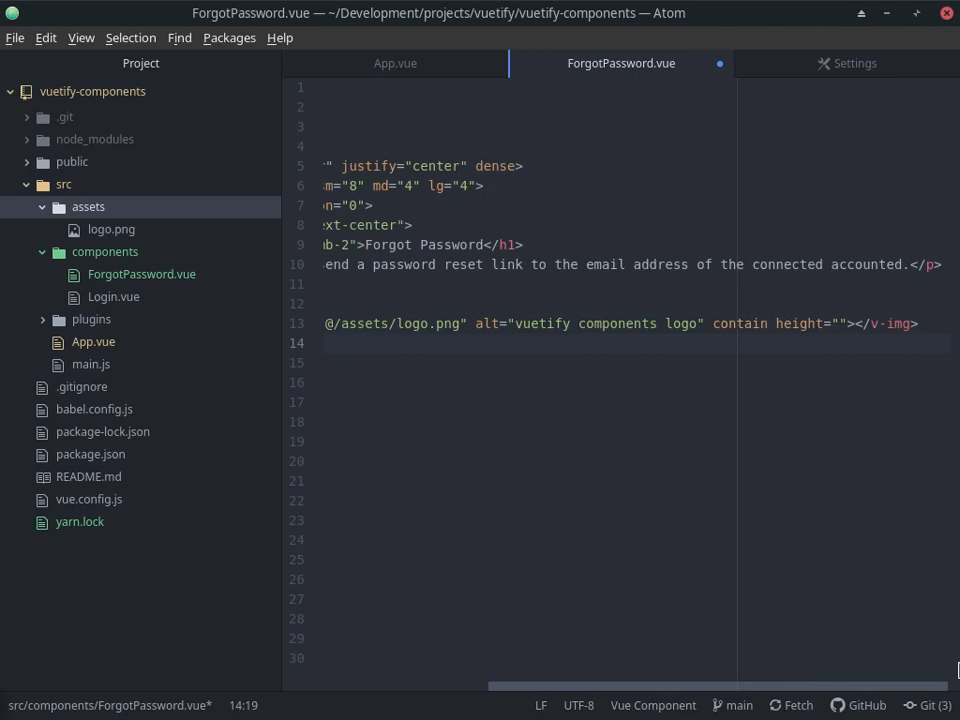 ForgotPassword.vue — ~/Development/projects/vuetify/vuetify-components — Atom
File Edit View Selection Find Packages Help
Project
vuetify-components
.git
node_modules
public
src
assets
logo.png
components
ForgotPassword.vue
Login.vue
plugins
App.vue
main.js
.gitignore
babel.config.js
package-lock.json
package.json
README.md
vue.config.js
yarn.lock
App.vue ForgotPassword.vue Settings
1
2
3
4
5 " justify="center" dense>
6 m="8" md="4" lg="4">
7 n="0">
8 ext-center">
9 b-2">Forgot Password</h1>
10 end a password reset link to the email address of the connected accounted.</p>
11
12
13 @/assets/logo.png" alt="vuetify components logo" contain height=""></v-img>
14
15
16
17
18
19
20
21
22
23
24
25
26
27
28
29
30
src/components/ForgotPassword.vue* 14:19 LF UTF-8 Vue Component main Fetch GitHub Git (3)